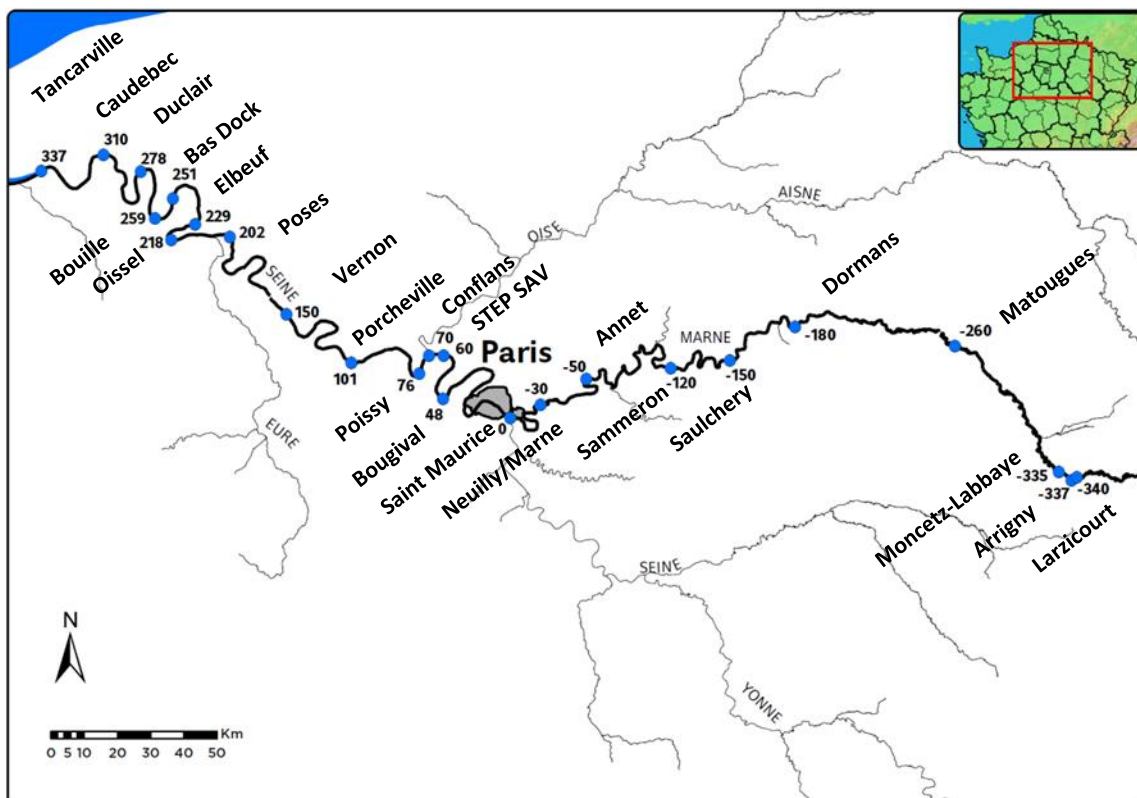 Tancarville
Caudebec
Duclair
Bas Dock
Elbeuf
Poses
Vernon
Porcheville
Conflans
STEP SAV
Paris
Annet
Dormans
Matougues
337
310
278
251
259
229
218
202
Bouille
Oissel
SEINE
150
101
70
60
76
48
OISE
AISNE
MARNE
EURE
Poissy
Bougival
Saint Maurice
Neuilly/Marne
0
-30
-50
-120
-150
-180
-260
Sammeron
Saulchery
-335
-337
-340
Moncetz-Labbaye
Arrigny
Larzicourt
SEINE
YONNE
N
Km
0 5 10 20 30 40 50